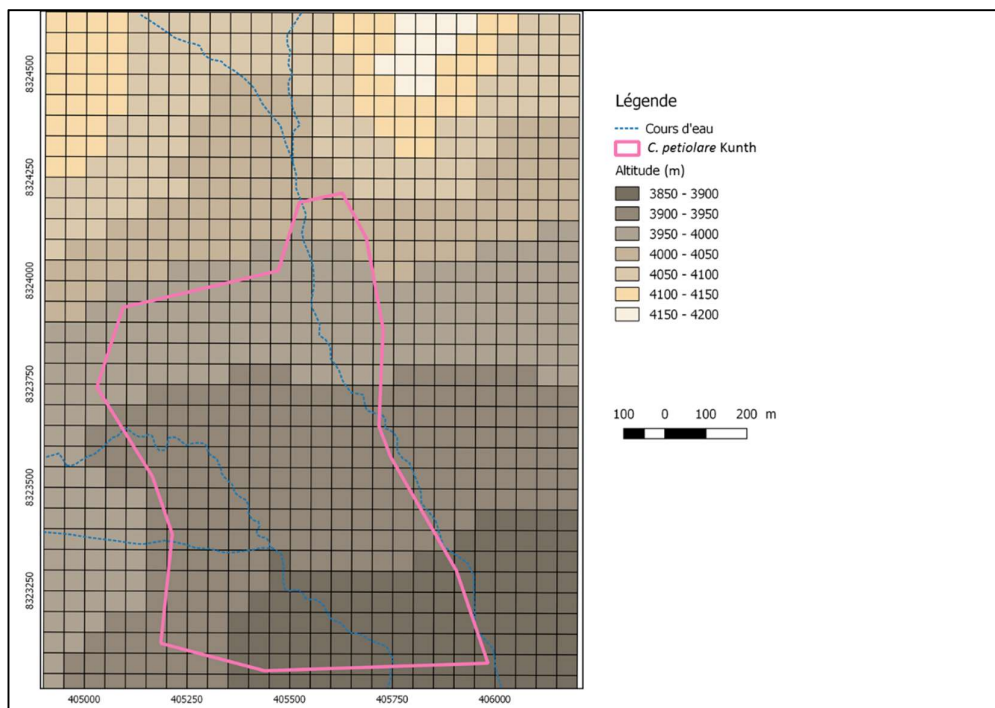 8324500
8324250
8324000
8323750
8323500
8323250
405000 405250 405500 405750 406000
Légende
Cours d'eau
C. petiolare Kunth
Altitude (m)
3850 - 3900
3900 - 3950
3950 - 4000
4000 - 4050
4050 - 4100
4100 - 4150
4150 - 4200
100 0 100 200 m